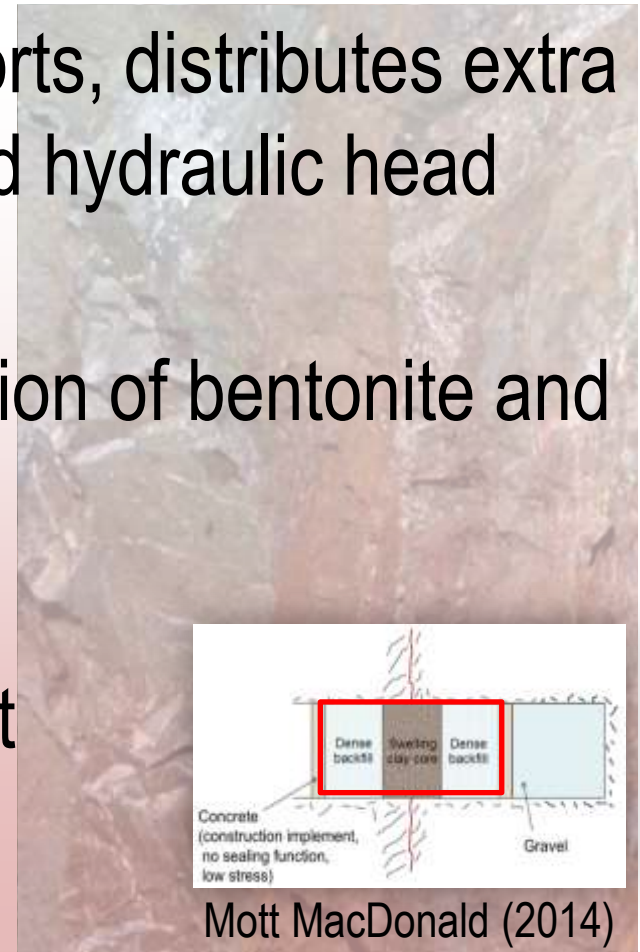 orts, distributes extra
d hydraulic head
ion of bentonite and
t
Dense Swelling Dense
backfill clay core backfill
Concrete
(construction implement,
no sealing function,
low stress)
Gravel
Mott MacDonald (2014)